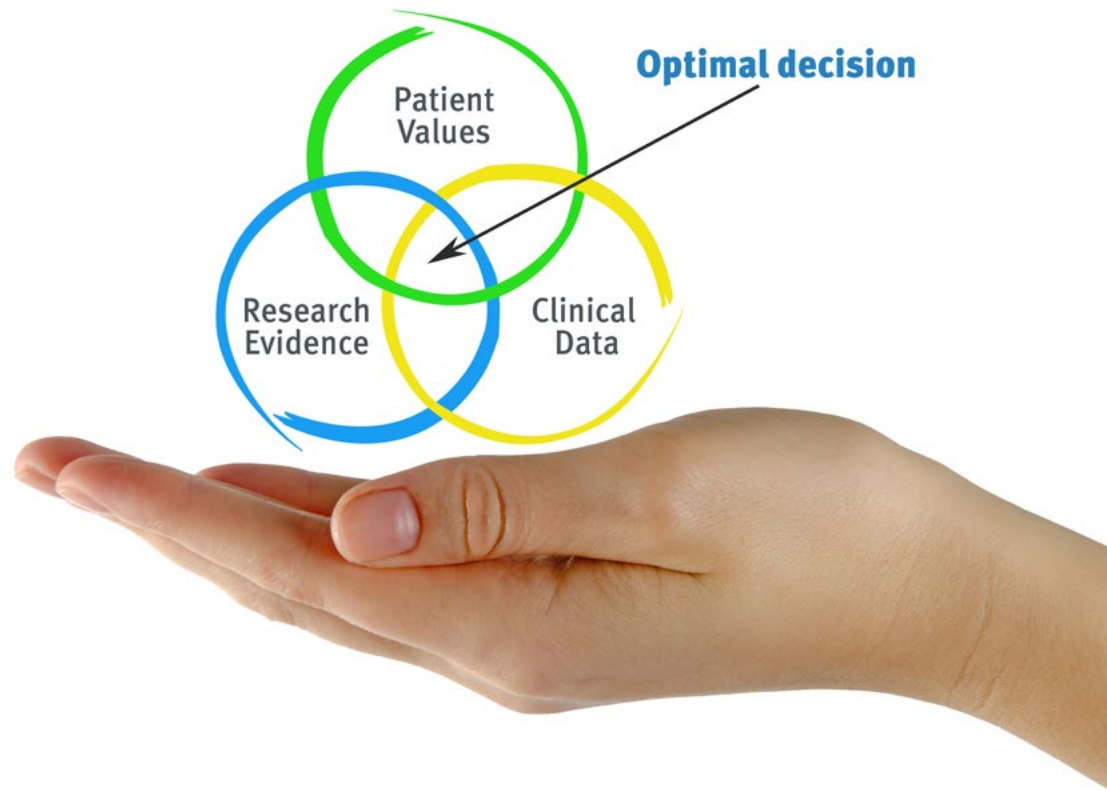 Optimal decision
Patient
Values
Research
Evidence
Clinical
Data